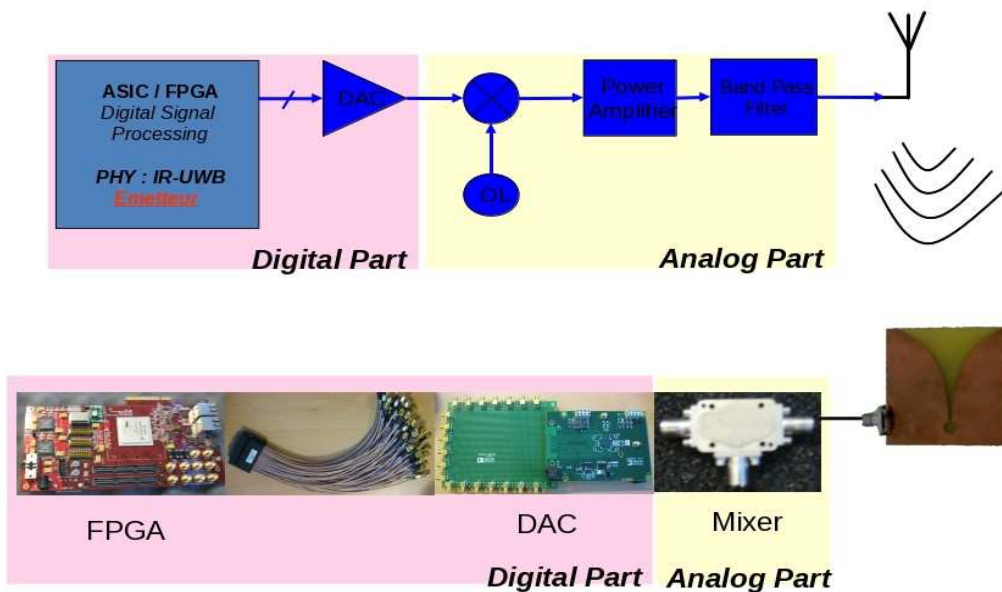 ASIC / FPGA
Digital Signal
Processing
PHY : IR-UWB
Emetteur
DAC
OL
Power
Amplifier
Band Pass
Filter
Digital Part
Analog Part
FPGA
DAC
Mixer
Digital Part
Analog Part